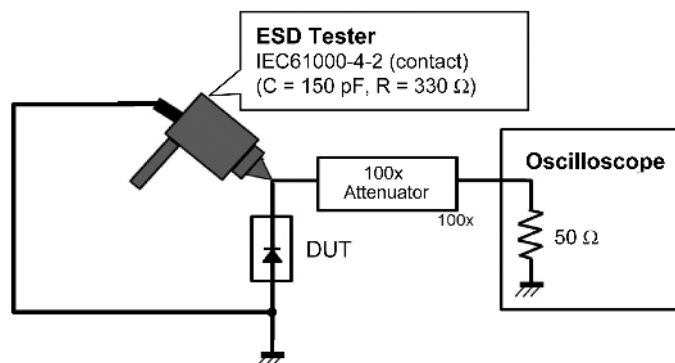 ESD Tester
IEC61000-4-2 (contact)
(C = 150 pF, R = 330 Ω)
100x
Attenuator
100x
Oscilloscope
50 Ω
DUT